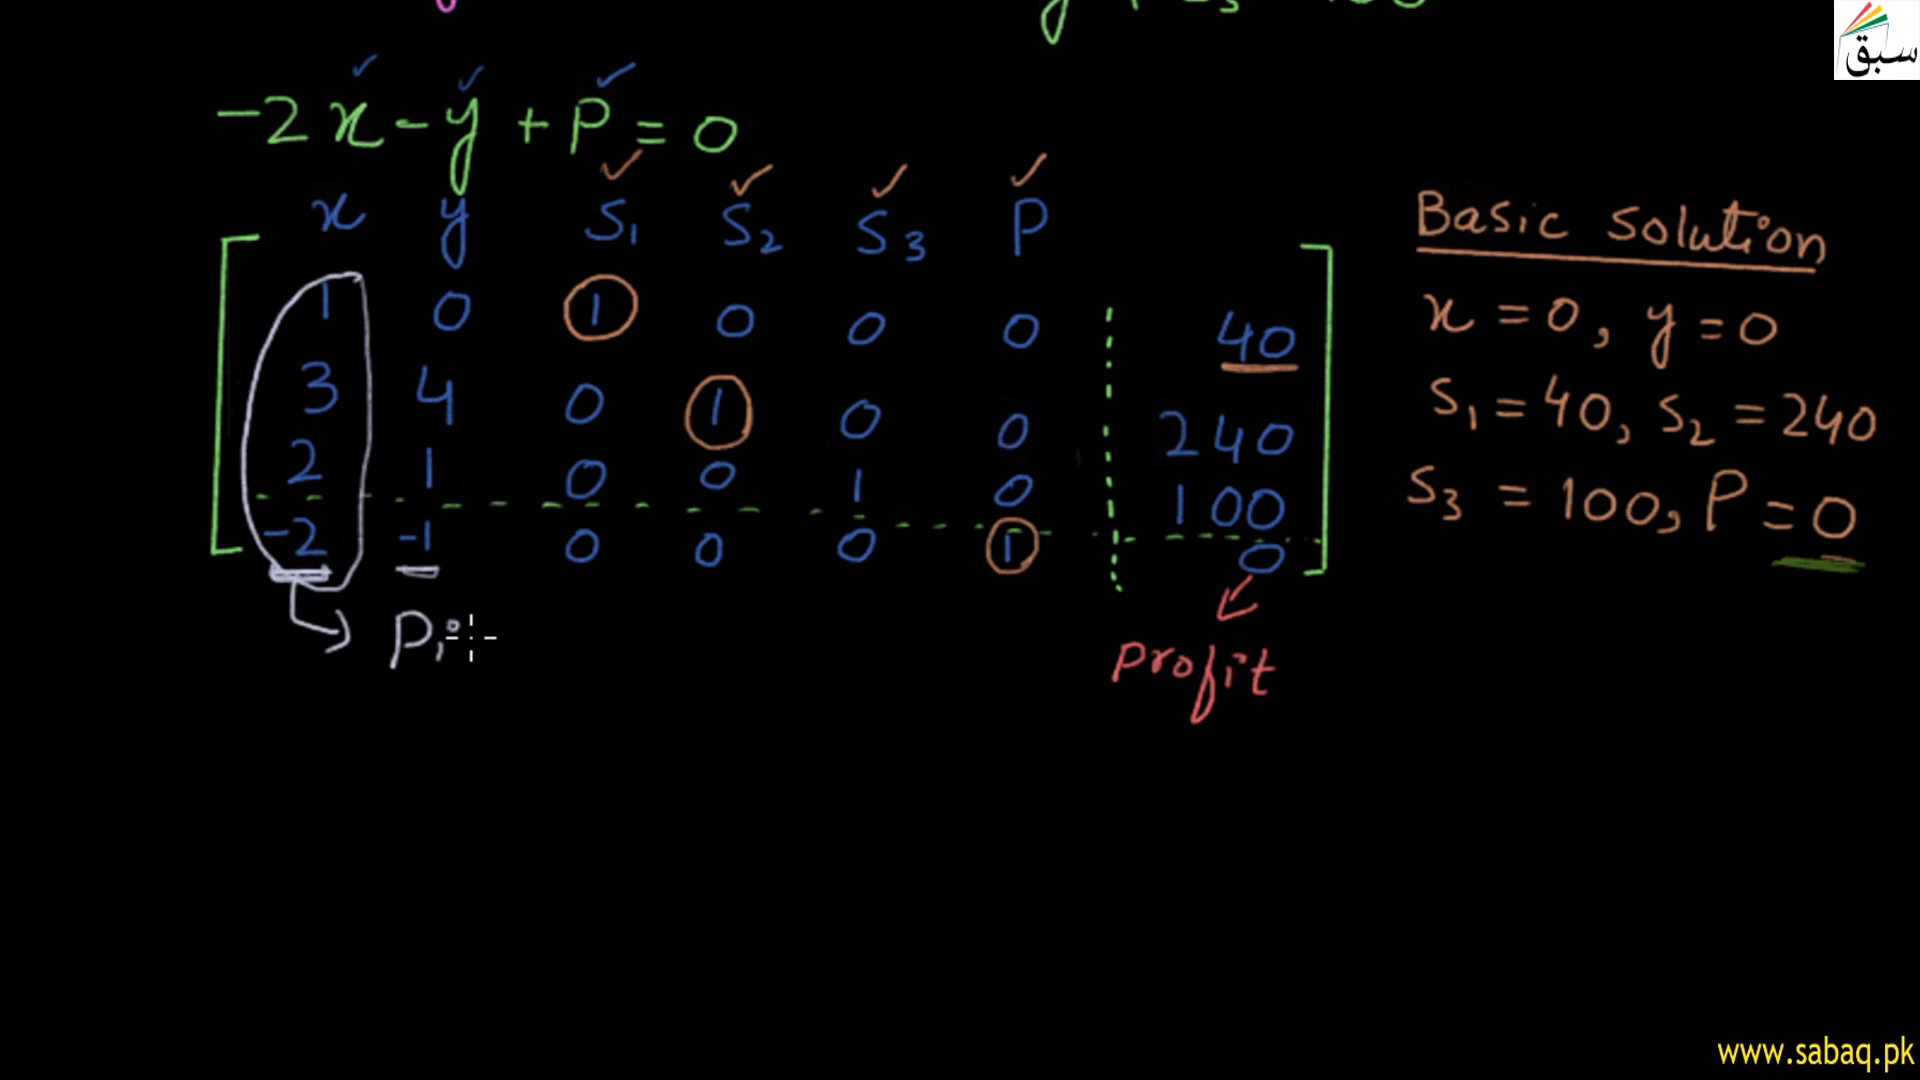 سبق
-2x - y + P = 0
x y S₁ S₂ S₃ P
1 0 1 0 0 0 40
3 4 0 1 0 0 240
2 1 0 0 1 0 100
-2 -1 0 0 0 1 0
Pi
Profit
Basic Solution
x = 0, y = 0
S₁ = 40, S₂ = 240
S₃ = 100, P = 0
www.sabaq.pk